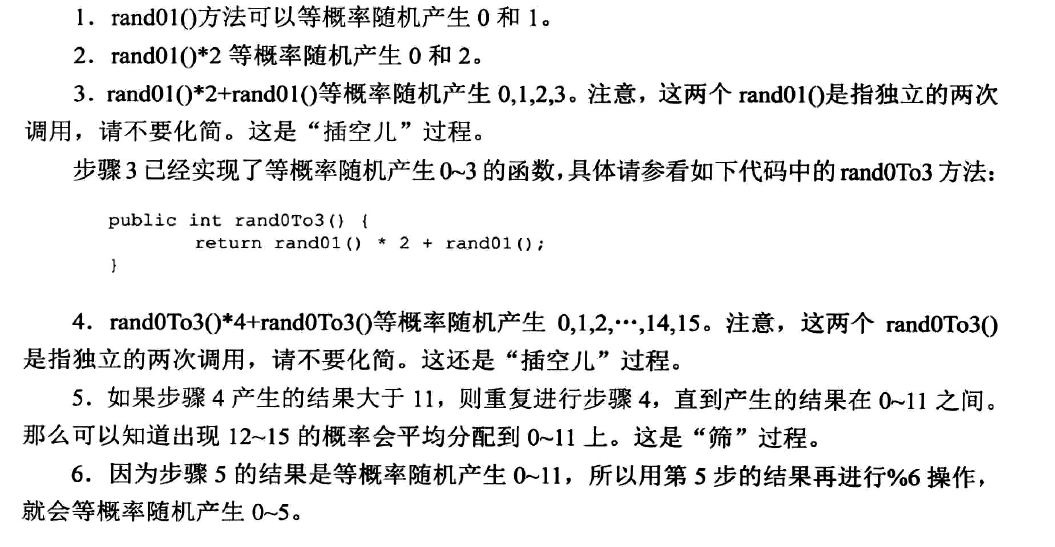 1．rand01()方法可以等概率随机产生 0 和 1。
2．rand01()*2 等概率随机产生 0 和 2。
3．rand01()*2+rand01()等概率随机产生 0,1,2,3。注意，这两个 rand01()是指独立的两次
调用，请不要化简。这是“插空儿”过程。
步骤 3 已经实现了等概率随机产生 0~3 的函数，具体请参看如下代码中的 rand0To3 方法：
public int rand0To3() {
return rand01() * 2 + rand01();
}
4．rand0To3()*4+rand0To3()等概率随机产生 0,1,2,…,14,15。注意，这两个 rand0To3()
是指独立的两次调用，请不要化简。这还是“插空儿”过程。
5．如果步骤 4 产生的结果大于 11，则重复进行步骤 4，直到产生的结果在 0~11 之间。
那么可以知道出现 12~15 的概率会平均分配到 0~11 上。这是“筛”过程。
6．因为步骤 5 的结果是等概率随机产生 0~11，所以用第 5 步的结果再进行%6 操作，
就会等概率随机产生 0~5。